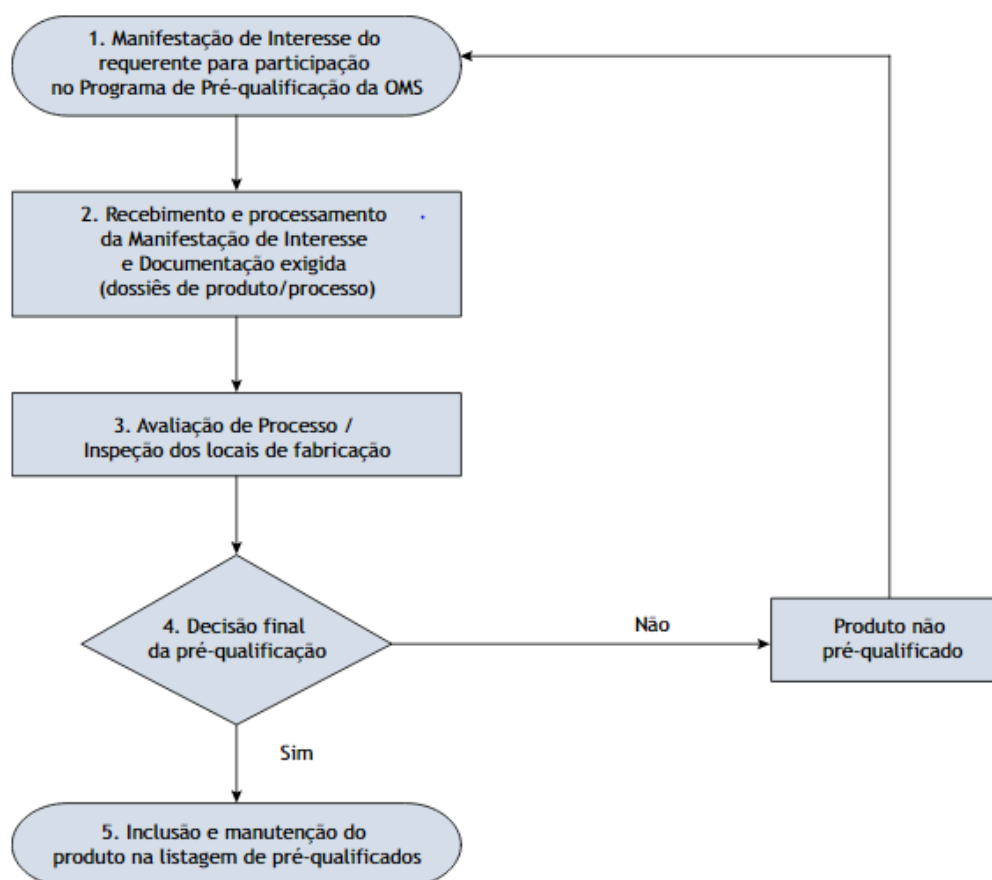 1. Manifestação de Interesse do
requerente para participação
no Programa de Pré-qualificação da OMS
2. Recebimento e processamento
da Manifestação de Interesse
e Documentação exigida
(dossiês de produto/processo)
3. Avaliação de Processo /
Inspeção dos locais de fabricação
4. Decisão final
da pré-qualificação
Não
Produto não
pré-qualificado
Sim
5. Inclusão e manutenção do
produto na listagem de pré-qualificados